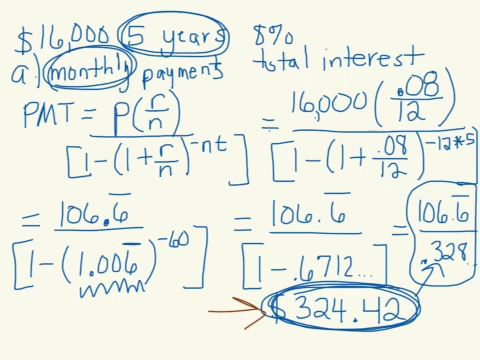 $16,000 5 years 8%
a.) monthly payment total interest
PMT = P(r/n) / [1-(1+r/n)^-nt] = 16,000(.08/12) / [1-(1+.08/12)^-12*5]
= 106.6̅ / [1-(1.006̅)^-60] = 106.6̅ / [1-.6712...] = 106.6̅ / .328...
$324.42